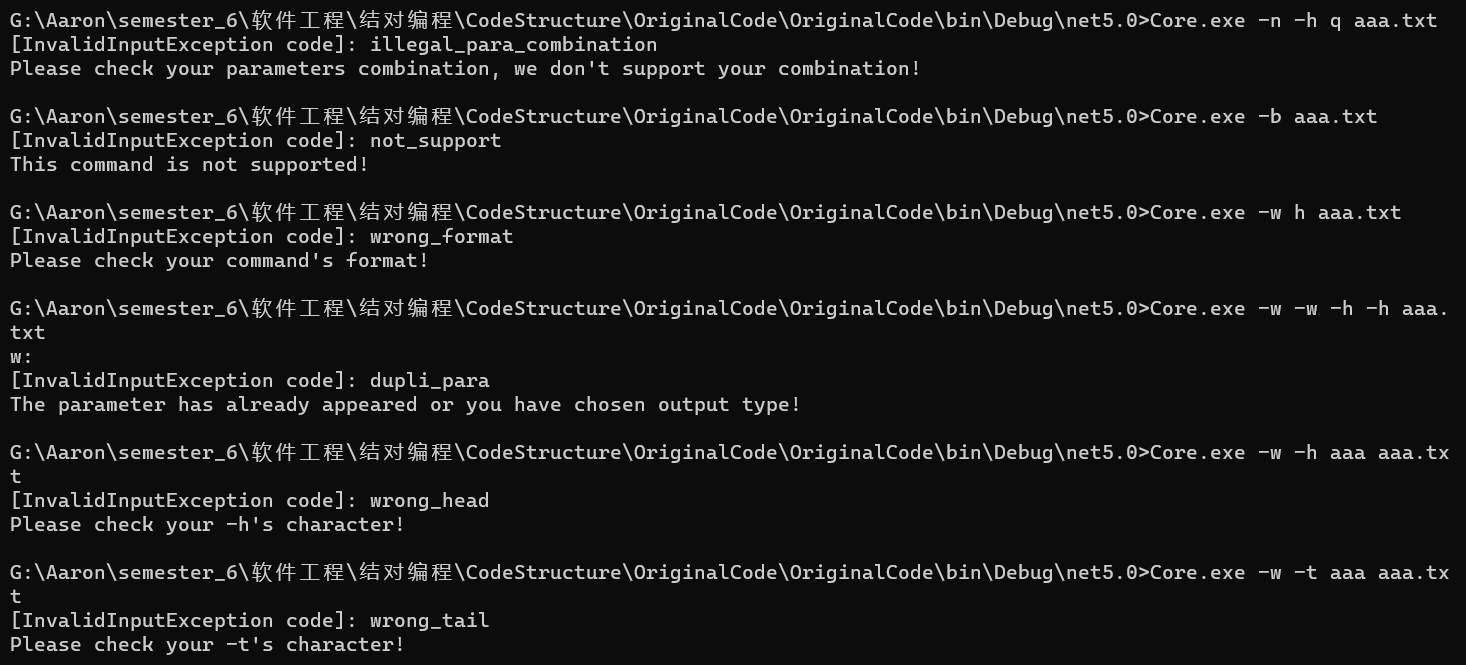 G:\Aaron\semester_6\软件工程\结对编程\CodeStructure\OriginalCode\OriginalCode\bin\Debug\net5.0>Core.exe -n -h q aaa.txt
[InvalidInputException code]: illegal_para_combination
Please check your parameters combination, we don't support your combination!
G:\Aaron\semester_6\软件工程\结对编程\CodeStructure\OriginalCode\OriginalCode\bin\Debug\net5.0>Core.exe -b aaa.txt
[InvalidInputException code]: not_support
This command is not supported!
G:\Aaron\semester_6\软件工程\结对编程\CodeStructure\OriginalCode\OriginalCode\bin\Debug\net5.0>Core.exe -w h aaa.txt
[InvalidInputException code]: wrong_format
Please check your command's format!
G:\Aaron\semester_6\软件工程\结对编程\CodeStructure\OriginalCode\OriginalCode\bin\Debug\net5.0>Core.exe -w -w -h -h aaa.
txt
w:
[InvalidInputException code]: dupli_para
The parameter has already appeared or you have chosen output type!
G:\Aaron\semester_6\软件工程\结对编程\CodeStructure\OriginalCode\OriginalCode\bin\Debug\net5.0>Core.exe -w -h aaa aaa.tx
t
[InvalidInputException code]: wrong_head
Please check your -h's character!
G:\Aaron\semester_6\软件工程\结对编程\CodeStructure\OriginalCode\OriginalCode\bin\Debug\net5.0>Core.exe -w -t aaa aaa.tx
t
[InvalidInputException code]: wrong_tail
Please check your -t's character!